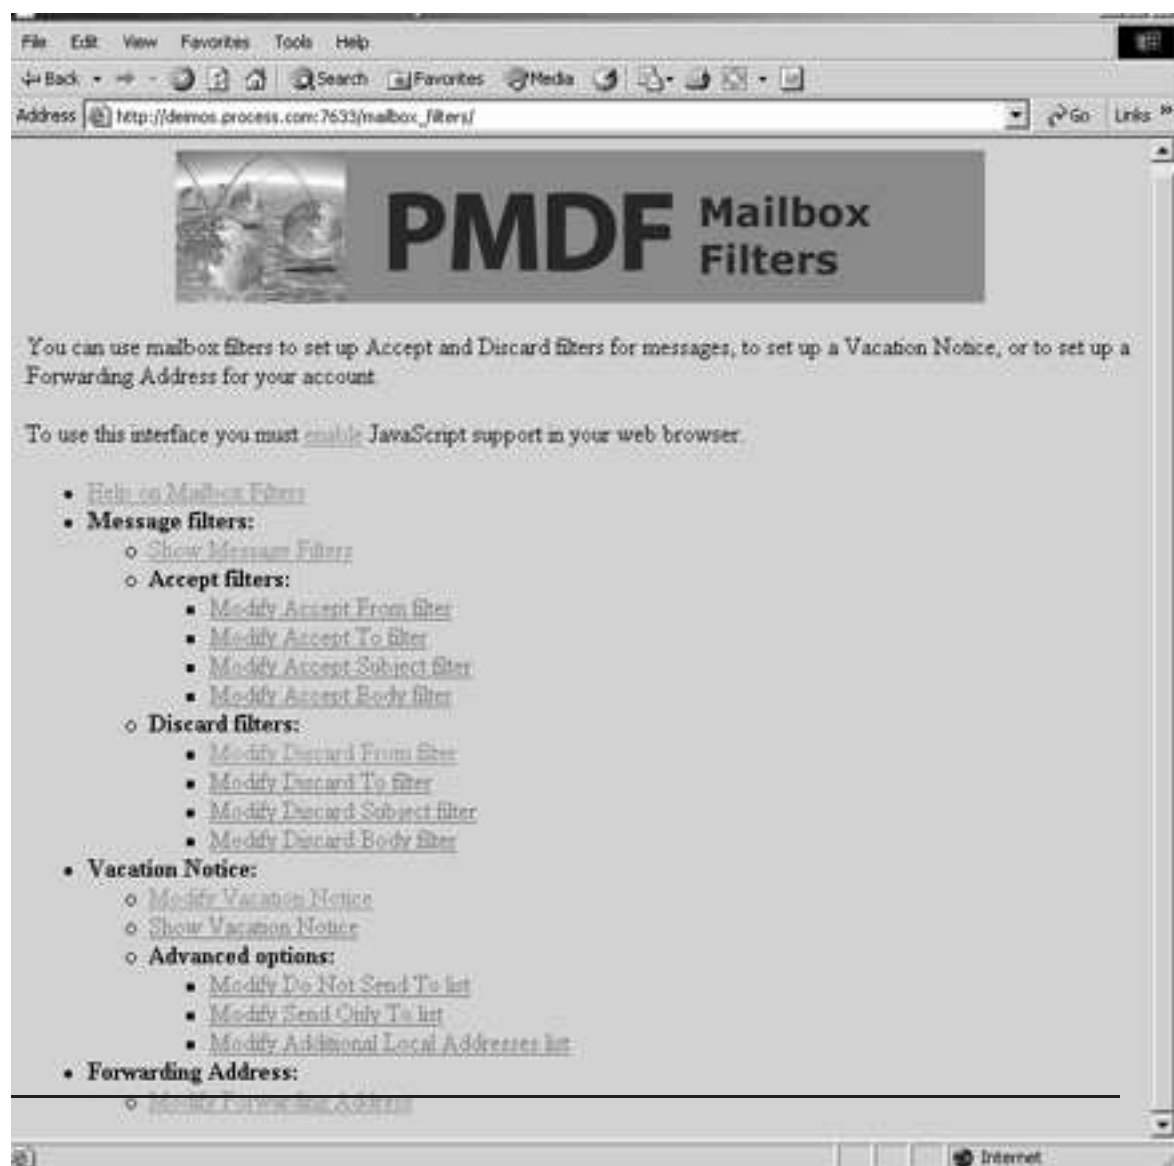 File Edit View Favorites Tools Help
Back Search Favorites Media
Address http://deimos.process.com:7633/mailbox_filters/ Go Links »
PMDF Mailbox
Filters
You can use mailbox filters to set up Accept and Discard filters for messages, to set up a Vacation Notice, or to set up a
Forwarding Address for your account.
To use this interface you must enable JavaScript support in your web browser.
Help on Mailbox Filters
Message filters:
Show Message Filters
Accept filters:
Modify Accept From filter
Modify Accept To filter
Modify Accept Subject filter
Modify Accept Body filter
Discard filters:
Modify Discard From filter
Modify Discard To filter
Modify Discard Subject filter
Modify Discard Body filter
Vacation Notice:
Modify Vacation Notice
Show Vacation Notice
Advanced options:
Modify Do Not Send To list
Modify Send Only To list
Modify Additional Local Addresses list
Forwarding Address:
Modify Forwarding Address
Internet